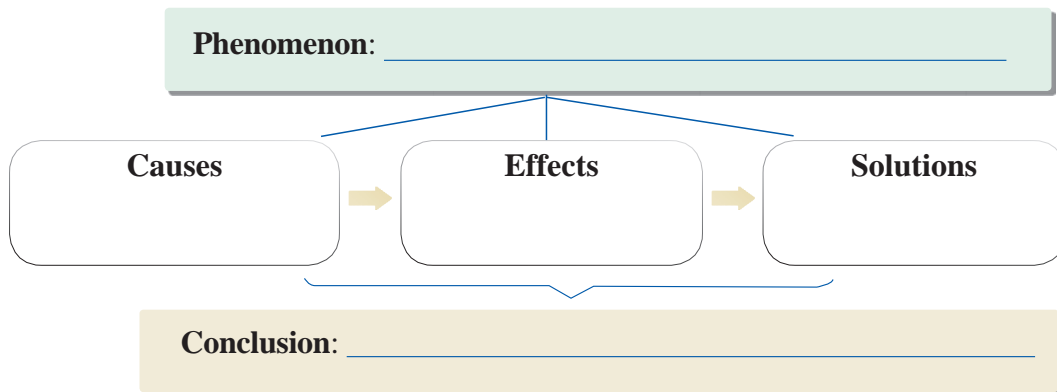 Phenomenon:
Causes
Effects
Solutions
Conclusion: